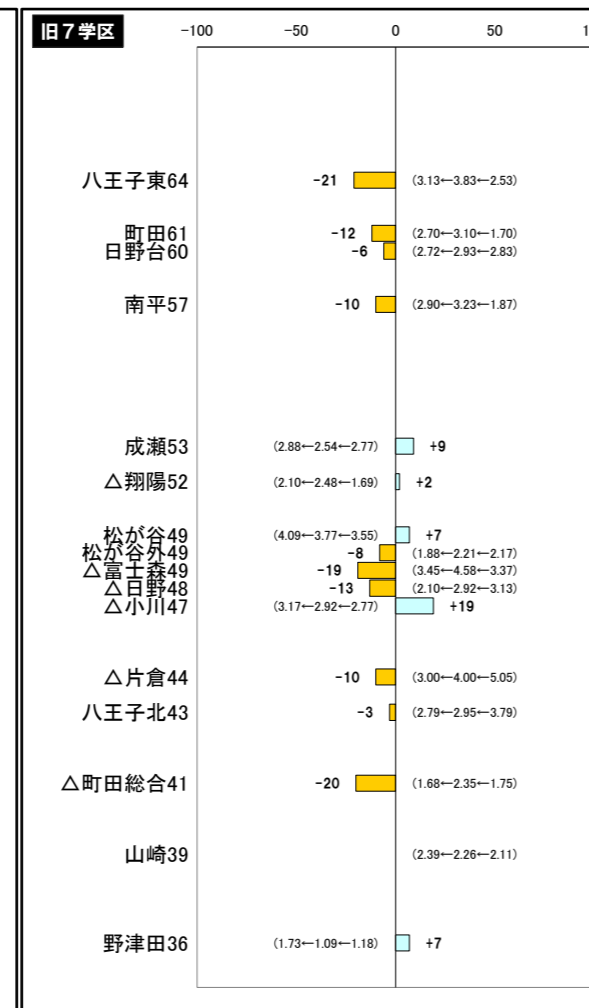 旧7学区
-100 -50 0 50 1
八王子東64 -21 (3.13←3.83←2.53)
町田61 -12 (2.70←3.10←1.70)
日野台60 -6 (2.72←2.93←2.83)
南平57 -10 (2.90←3.23←1.87)
成瀬53 (2.88←2.54←2.77) +9
△翔陽52 (2.10←2.48←1.69) +2
松が谷49 (4.09←3.77←3.55) +7
松が谷外49 -8 (1.88←2.21←2.17)
△富士森49 -19 (3.45←4.58←3.37)
△日野48 -13 (2.10←2.92←3.13)
△小川47 (3.17←2.92←2.77) +19
△片倉44 -10 (3.00←4.00←5.05)
八王子北43 -3 (2.79←2.95←3.79)
△町田総合41 -20 (1.68←2.35←1.75)
山崎39 (2.39←2.26←2.11)
野津田36 (1.73←1.09←1.18) +7